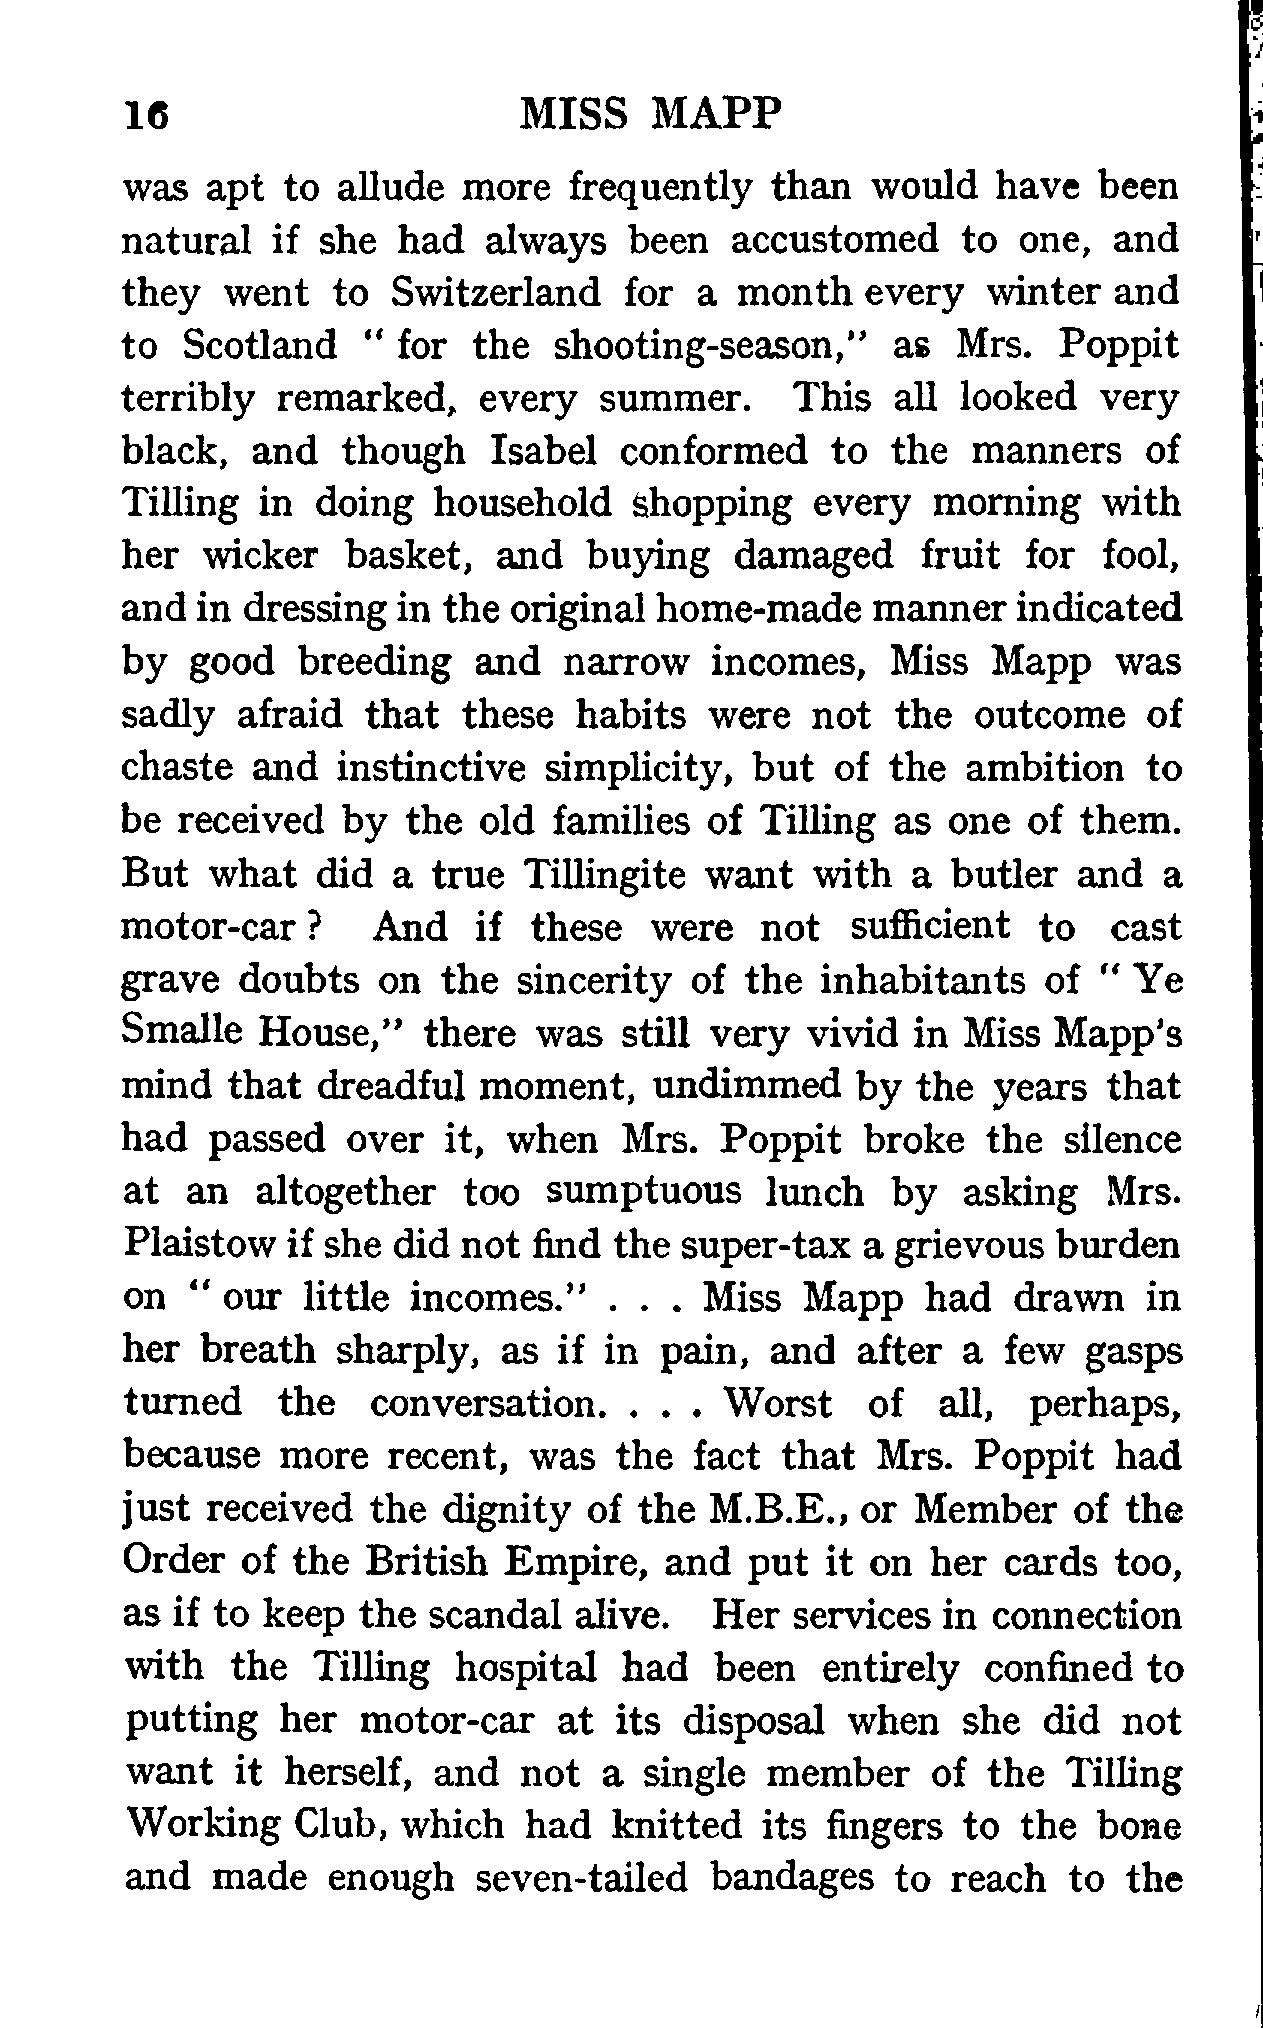 16 MISS MAPP
was apt to allude more frequently than would have been
natural if she had always been accustomed to one, and
they went to Switzerland for a month every winter and
to Scotland “ for the shooting-season,” as Mrs. Poppit
terribly remarked, every summer. This all looked very
black, and though Isabel conformed to the manners of
Tilling in doing household shopping every morning with
her wicker basket, and buying damaged fruit for fool,
and in dressing in the original home-made manner indicated
by good breeding and narrow incomes, Miss Mapp was
sadly afraid that these habits were not the outcome of
chaste and instinctive simplicity, but of the ambition to
be received by the old families of Tilling as one of them.
But what did a true Tillingite want with a butler and a
motor-car ? And if these were not sufficient to cast
grave doubts on the sincerity of the inhabitants of “ Ye
Smalle House,” there was still very vivid in Miss Mapp's
mind that dreadful moment, undimmed by the years that
had passed over it, when Mrs. Poppit broke the silence
at an altogether too sumptuous lunch by asking Mrs.
Plaistow if she did not find the super-tax a grievous burden
on “ our little incomes.” . . . Miss Mapp had drawn in
her breath sharply, as if in pain, and after a few gasps
turned the conversation. . . . Worst of all, perhaps,
because more recent, was the fact that Mrs. Poppit had
just received the dignity of the M.B.E., or Member of the
Order of the British Empire, and put it on her cards too,
as if to keep the scandal alive. Her services in connection
with the Tilling hospital had been entirely confined to
putting her motor-car at its disposal when she did not
want it herself, and not a single member of the Tilling
Working Club, which had knitted its fingers to the bone
and made enough seven-tailed bandages to reach to the